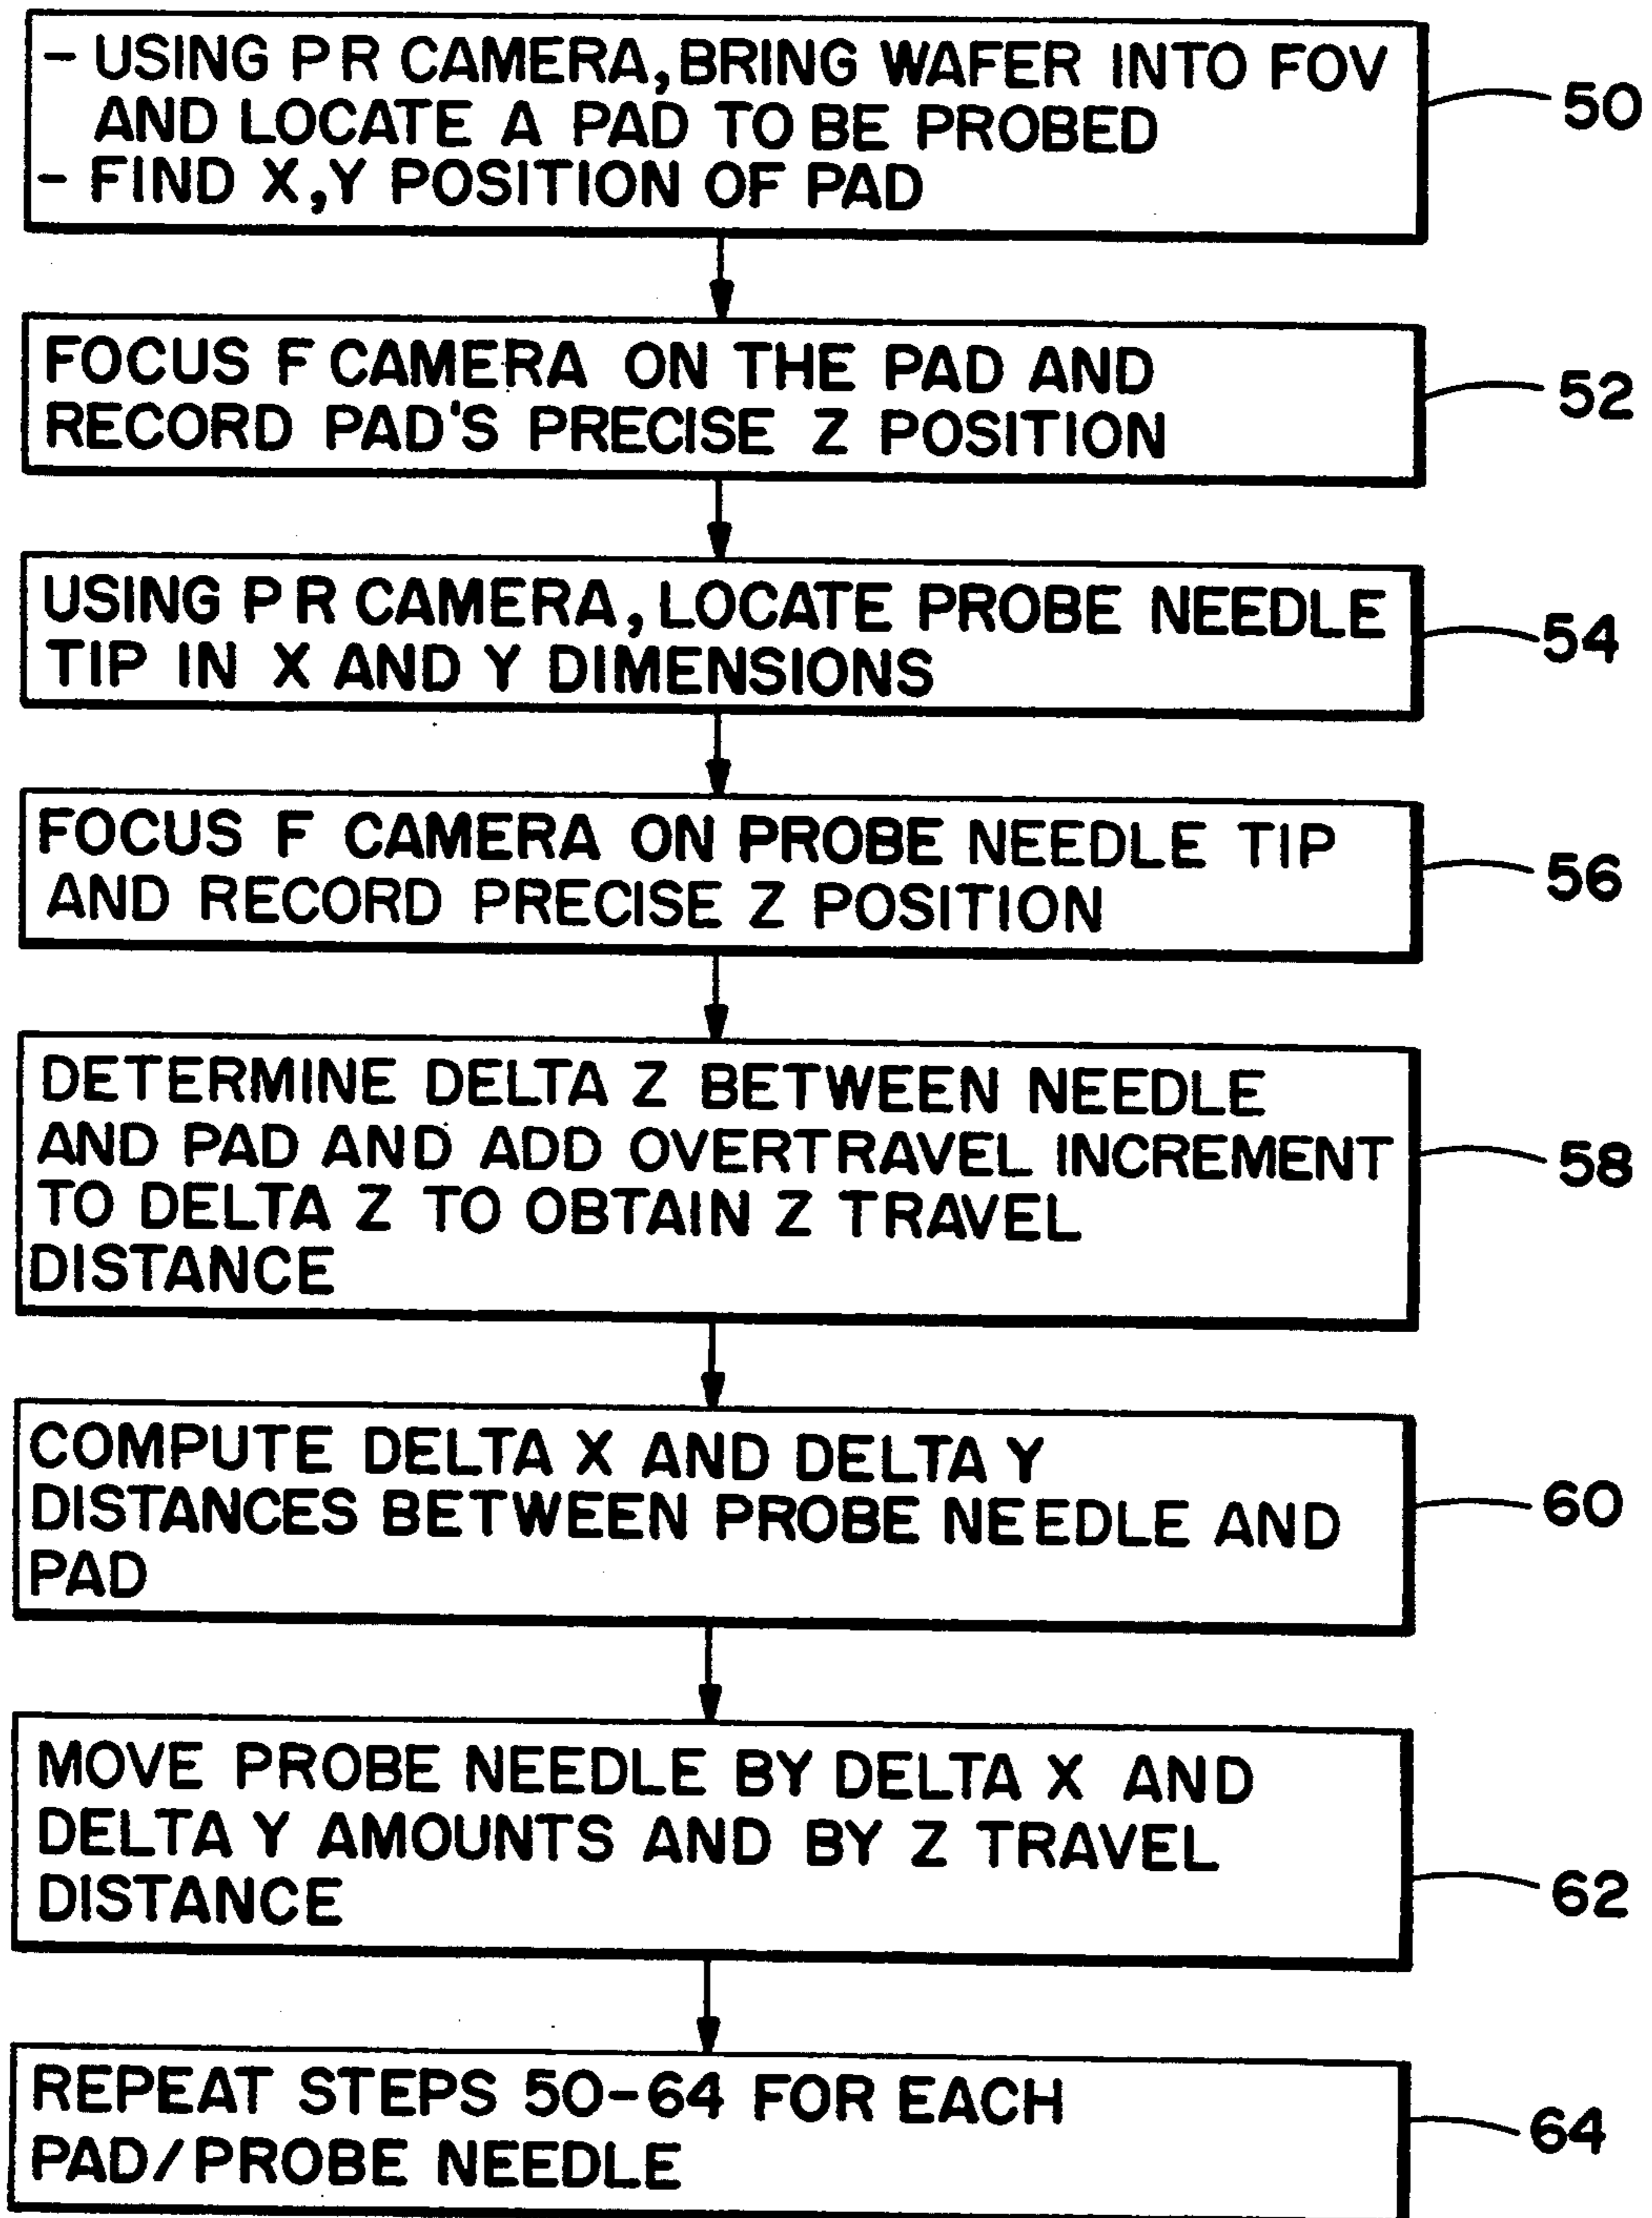 - USING PR CAMERA, BRING WAFER INTO FOV
AND LOCATE A PAD TO BE PROBED
- FIND X,Y POSITION OF PAD
50
FOCUS F CAMERA ON THE PAD AND
RECORD PAD'S PRECISE Z POSITION
52
USING PR CAMERA, LOCATE PROBE NEEDLE
TIP IN X AND Y DIMENSIONS
54
FOCUS F CAMERA ON PROBE NEEDLE TIP
AND RECORD PRECISE Z POSITION
56
DETERMINE DELTA Z BETWEEN NEEDLE
AND PAD AND ADD OVERTRAVEL INCREMENT
TO DELTA Z TO OBTAIN Z TRAVEL
DISTANCE
58
COMPUTE DELTA X AND DELTA Y
DISTANCES BETWEEN PROBE NEEDLE AND
PAD
60
MOVE PROBE NEEDLE BY DELTA X AND
DELTA Y AMOUNTS AND BY Z TRAVEL
DISTANCE
62
REPEAT STEPS 50-64 FOR EACH
PAD/PROBE NEEDLE
64